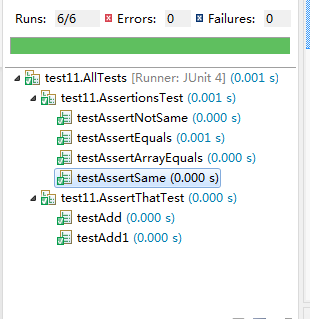 Runs: 6/6 Errors: 0 Failures: 0
test11.AllTests [Runner: JUnit 4] (0.001 s)
test11.AssertionsTest (0.001 s)
testAssertNotSame (0.000 s)
testAssertEquals (0.001 s)
testAssertArrayEquals (0.000 s)
testAssertSame (0.000 s)
test11.AssertThatTest (0.000 s)
testAdd (0.000 s)
testAdd1 (0.000 s)